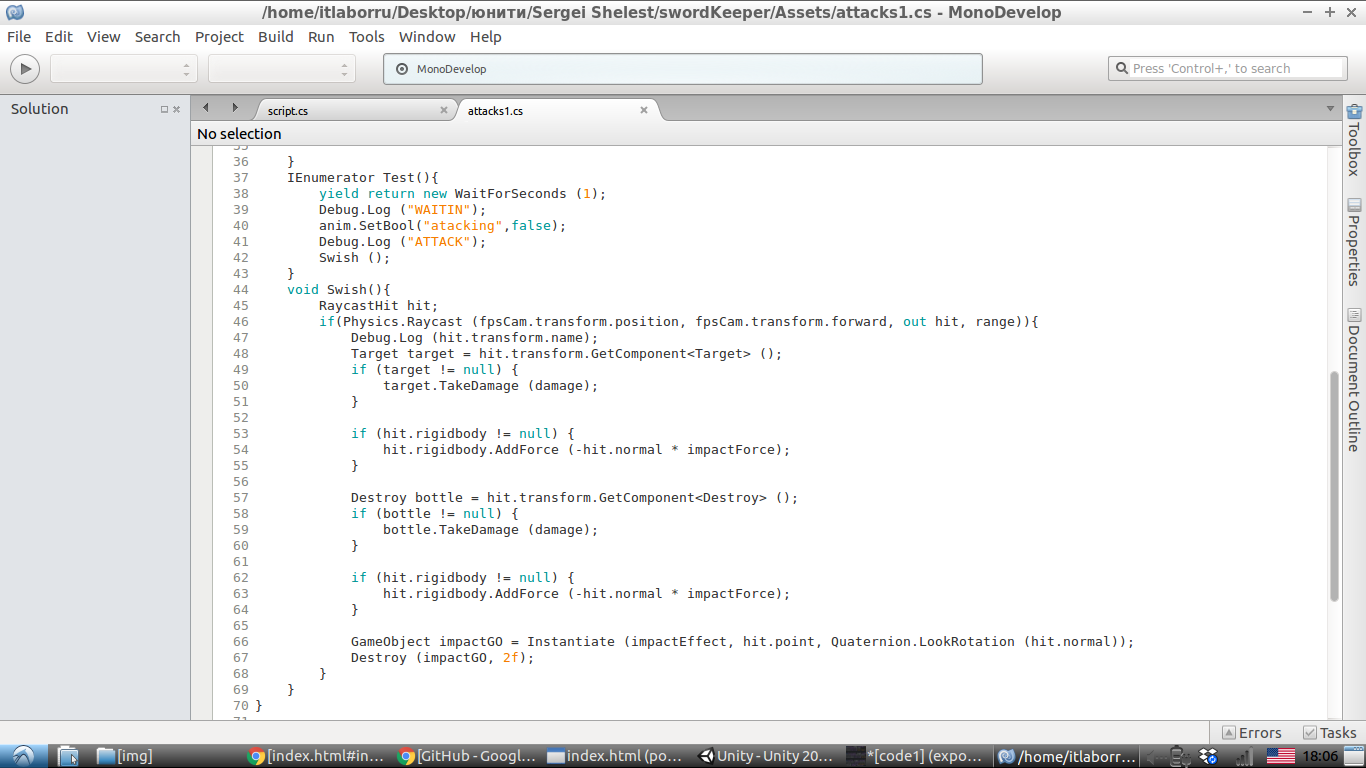 /home/itlaborru/Desktop/юнити/Sergei Shelest/swordKeeper/Assets/attacks1.cs - MonoDevelop
File Edit View Search Project Build Run Tools Window Help
MonoDevelop
Press 'Control+,' to search
Solution
script.cs
attacks1.cs
No selection
36 }
37 IEnumerator Test(){
38 yield return new WaitForSeconds (1);
39 Debug.Log ("WAITIN");
40 anim.SetBool("atacking",false);
41 Debug.Log ("ATTACK");
42 Swish ();
43 }
44 void Swish(){
45 RaycastHit hit;
46 if(Physics.Raycast (fpsCam.transform.position, fpsCam.transform.forward, out hit, range)){
47 Debug.Log (hit.transform.name);
48 Target target = hit.transform.GetComponent<Target> ();
49 if (target != null) {
50 target.TakeDamage (damage);
51 }
52
53 if (hit.rigidbody != null) {
54 hit.rigidbody.AddForce (-hit.normal * impactForce);
55 }
56
57 Destroy bottle = hit.transform.GetComponent<Destroy> ();
58 if (bottle != null) {
59 bottle.TakeDamage (damage);
60 }
61
62 if (hit.rigidbody != null) {
63 hit.rigidbody.AddForce (-hit.normal * impactForce);
64 }
65
66 GameObject impactGO = Instantiate (impactEffect, hit.point, Quaternion.LookRotation (hit.normal));
67 Destroy (impactGO, 2f);
68 }
69 }
70 }
Toolbox
Properties
Document Outline
Errors
Tasks
[img]
[index.html#in...
[GitHub - Googl...
index.html (po...
Unity - Unity 20...
*[code1] (expo...
/home/itlaborr...
18:06